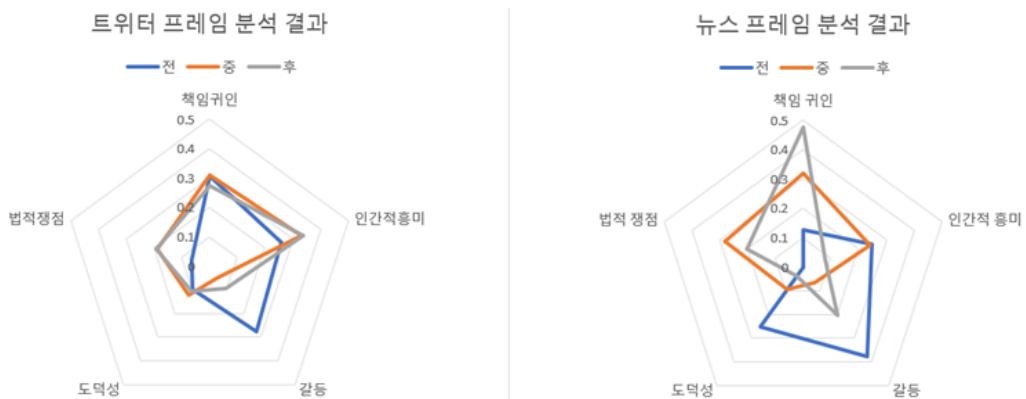 트위터 프레임 분석 결과
전 중 후
책임귀인
0.5
0.4
0.3
0.2
0.1
0
법적쟁점
인간적흥미
도덕성
갈등
뉴스 프레임 분석 결과
전 중 후
책임 귀인
0.5
0.4
0.3
0.2
0.1
0
법적 쟁점
인간적 흥미
도덕성
갈등